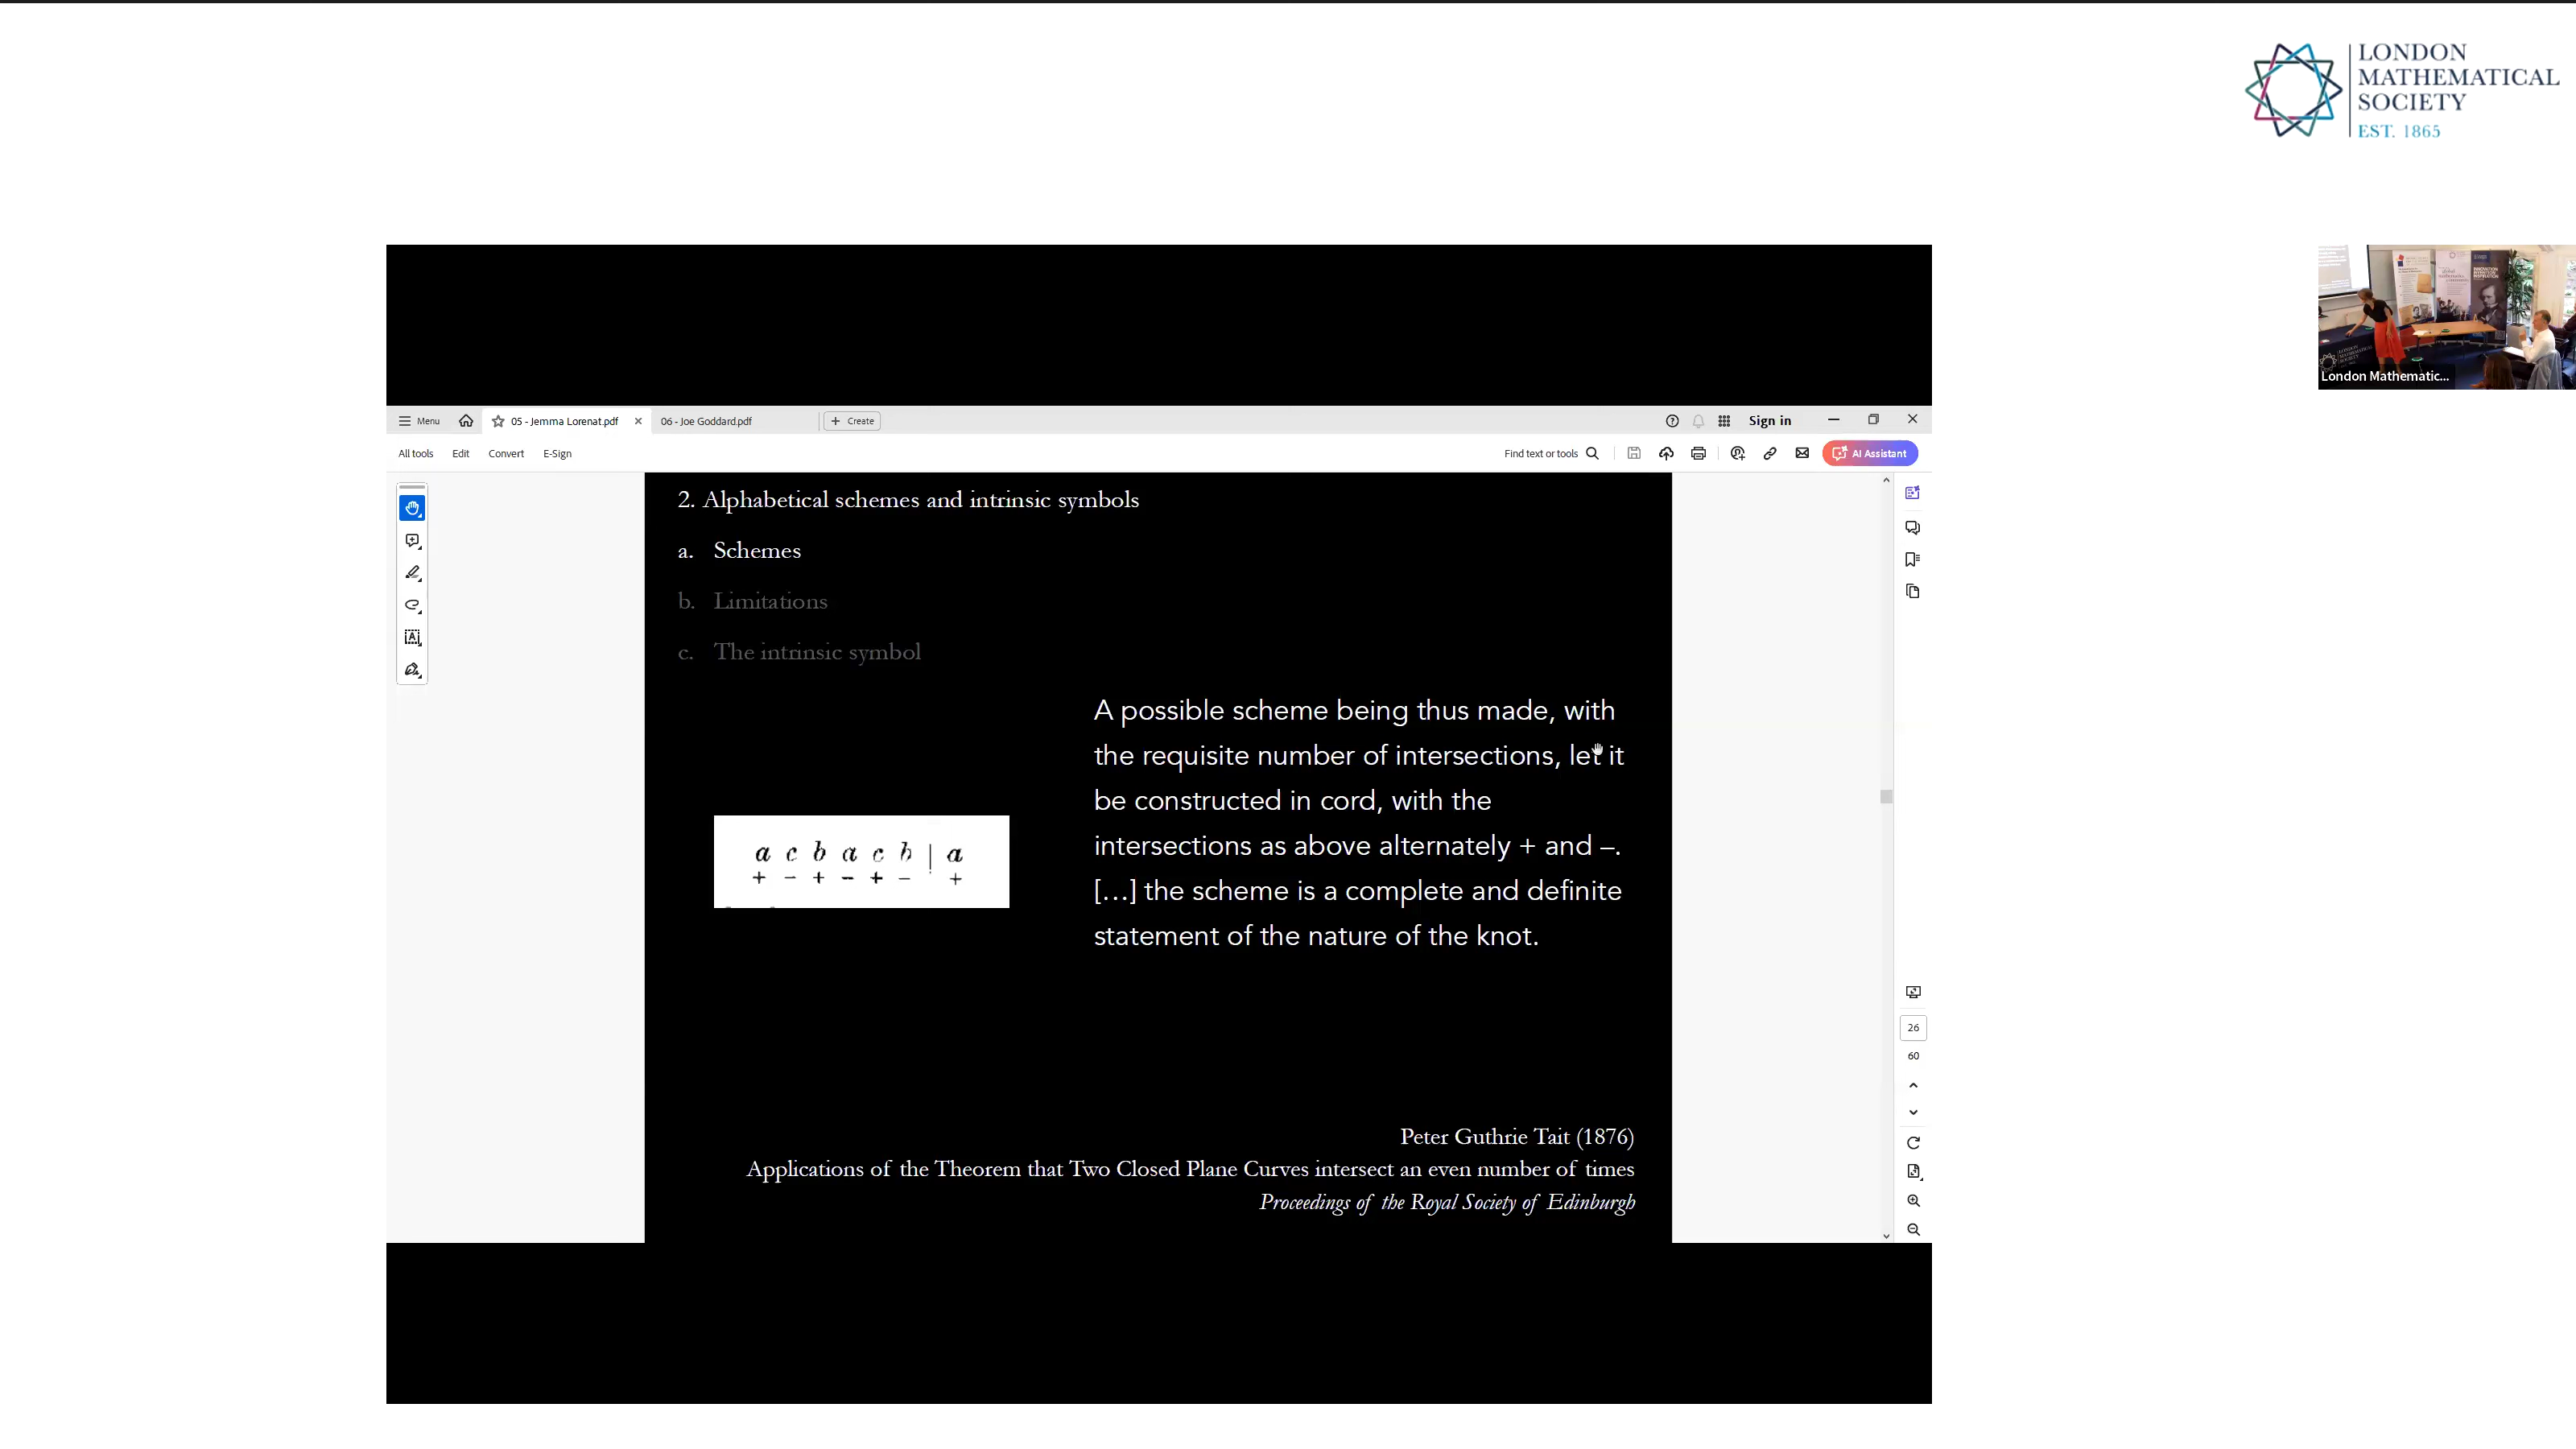 LONDON
MATHEMATICAL
SOCIETY
EST. 1865
London Mathematic...
Menu
05 - Jemma Lorenat.pdf
06 - Joe Goddard.pdf
Create
Sign in
All tools
Edit
Convert
E-Sign
Find text or tools
AI Assistant
2. Alphabetical schemes and intrinsic symbols
a. Schemes
b. Limitations
c. The intrinsic symbol
A possible scheme being thus made, with
the requisite number of intersections, let it
be constructed in cord, with the
intersections as above alternately + and –.
[…] the scheme is a complete and definite
statement of the nature of the knot.
a c b a c b | a
+ – + – + – +
26
60
Peter Guthrie Tait (1876)
Applications of the Theorem that Two Closed Plane Curves intersect an even number of times
Proceedings of the Royal Society of Edinburgh